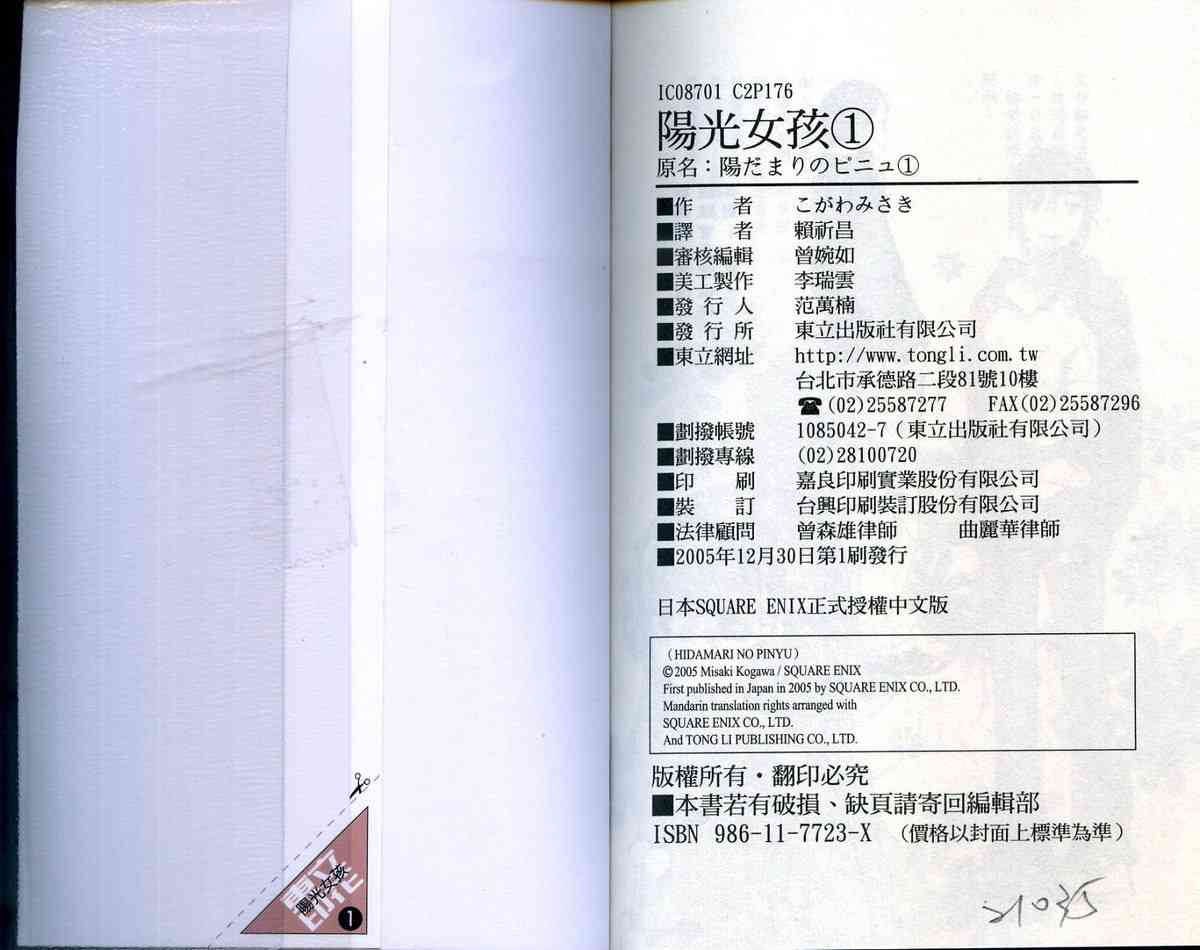 東立
印花
陽光女孩
1
IC08701 C2P176
陽光女孩①
原名：陽だまりのピニュ①
■作　者　こがわみさき
■譯　者　賴祈昌
■審核編輯　曾婉如
■美工製作　李瑞雲
■發行人　范萬楠
■發行所　東立出版社有限公司
■東立網址　http://www.tongli.com.tw
台北市承德路二段81號10樓
☎(02)25587277　FAX(02)25587296
■劃撥帳號　1085042-7（東立出版社有限公司）
■劃撥專線　(02)28100720
■印　刷　嘉良印刷實業股份有限公司
■裝　訂　台興印刷裝訂股份有限公司
■法律顧問　曾森雄律師　曲麗華律師
■2005年12月30日第1刷發行
日本SQUARE ENIX正式授權中文版
（HIDAMARI NO PINYU）
©2005 Misaki Kogawa / SQUARE ENIX
First published in Japan in 2005 by SQUARE ENIX CO., LTD.
Mandarin translation rights arranged with
SQUARE ENIX CO., LTD.
And TONG LI PUBLISHING CO., LTD.
版權所有・翻印必究
■本書若有破損、缺頁請寄回編輯部
ISBN 986-11-7723-X （價格以封面上標準為準）